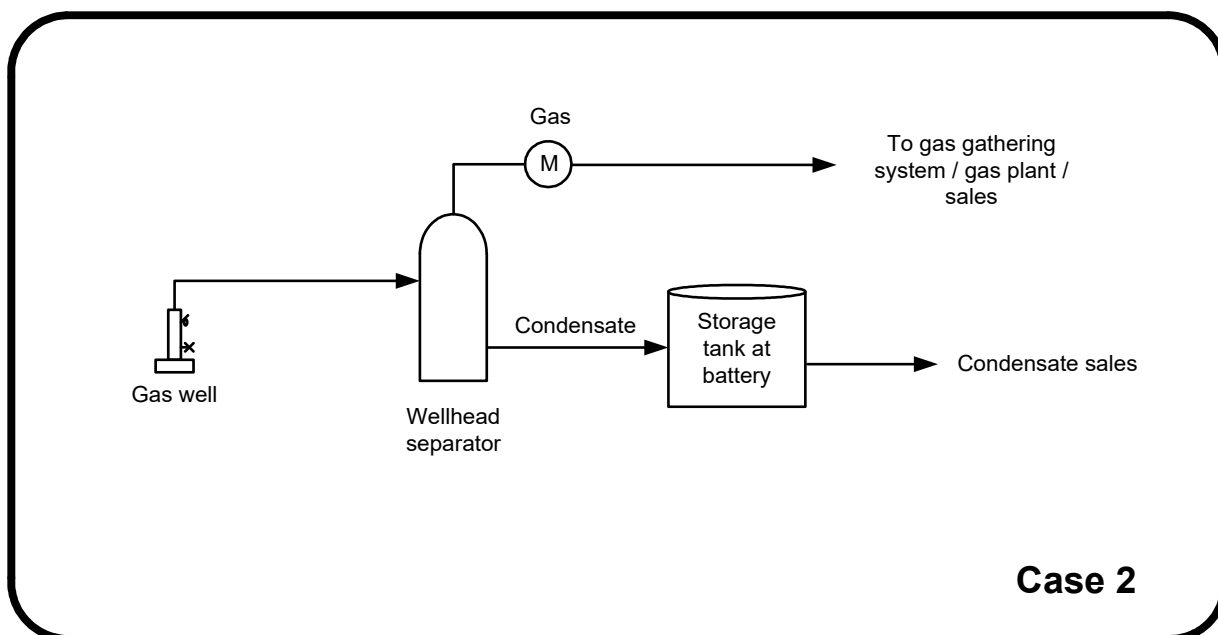 Gas
M
To gas gathering
system / gas plant /
sales
Gas well
Wellhead
separator
Condensate
Storage
tank at
battery
Condensate sales
Case 2